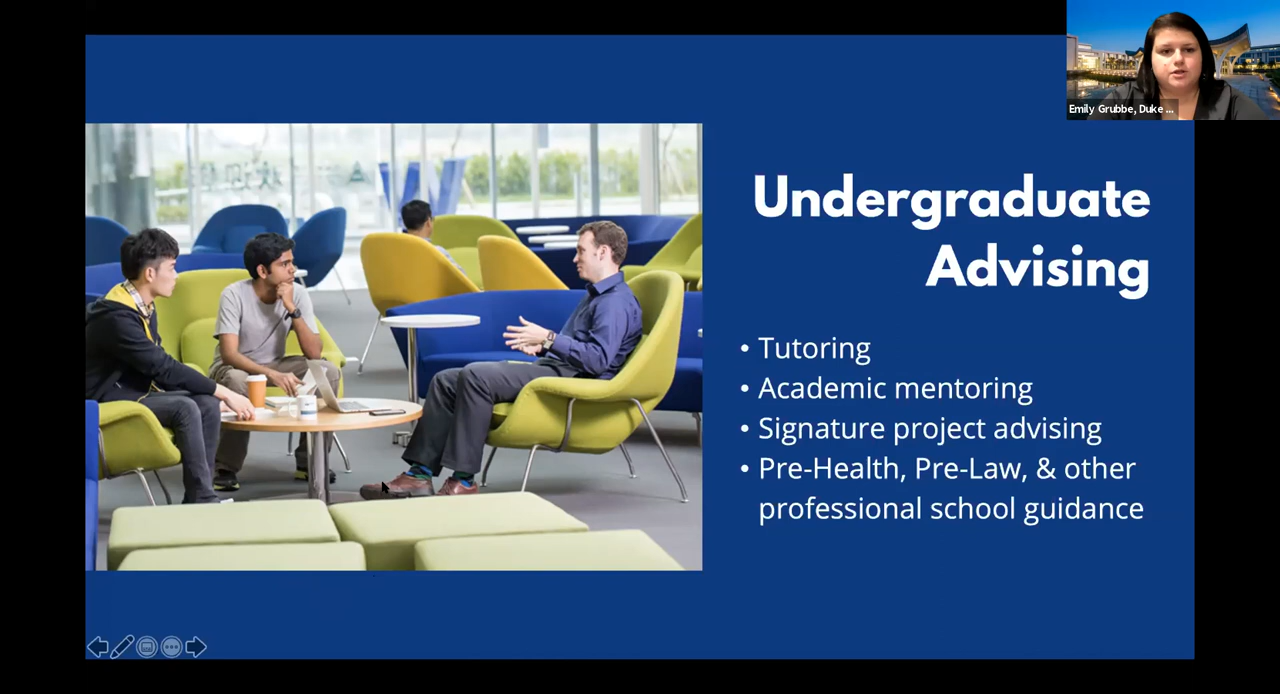 Emily Grubbe, Duke ...
Undergraduate
Advising
• Tutoring
• Academic mentoring
• Signature project advising
• Pre-Health, Pre-Law, & other
professional school guidance